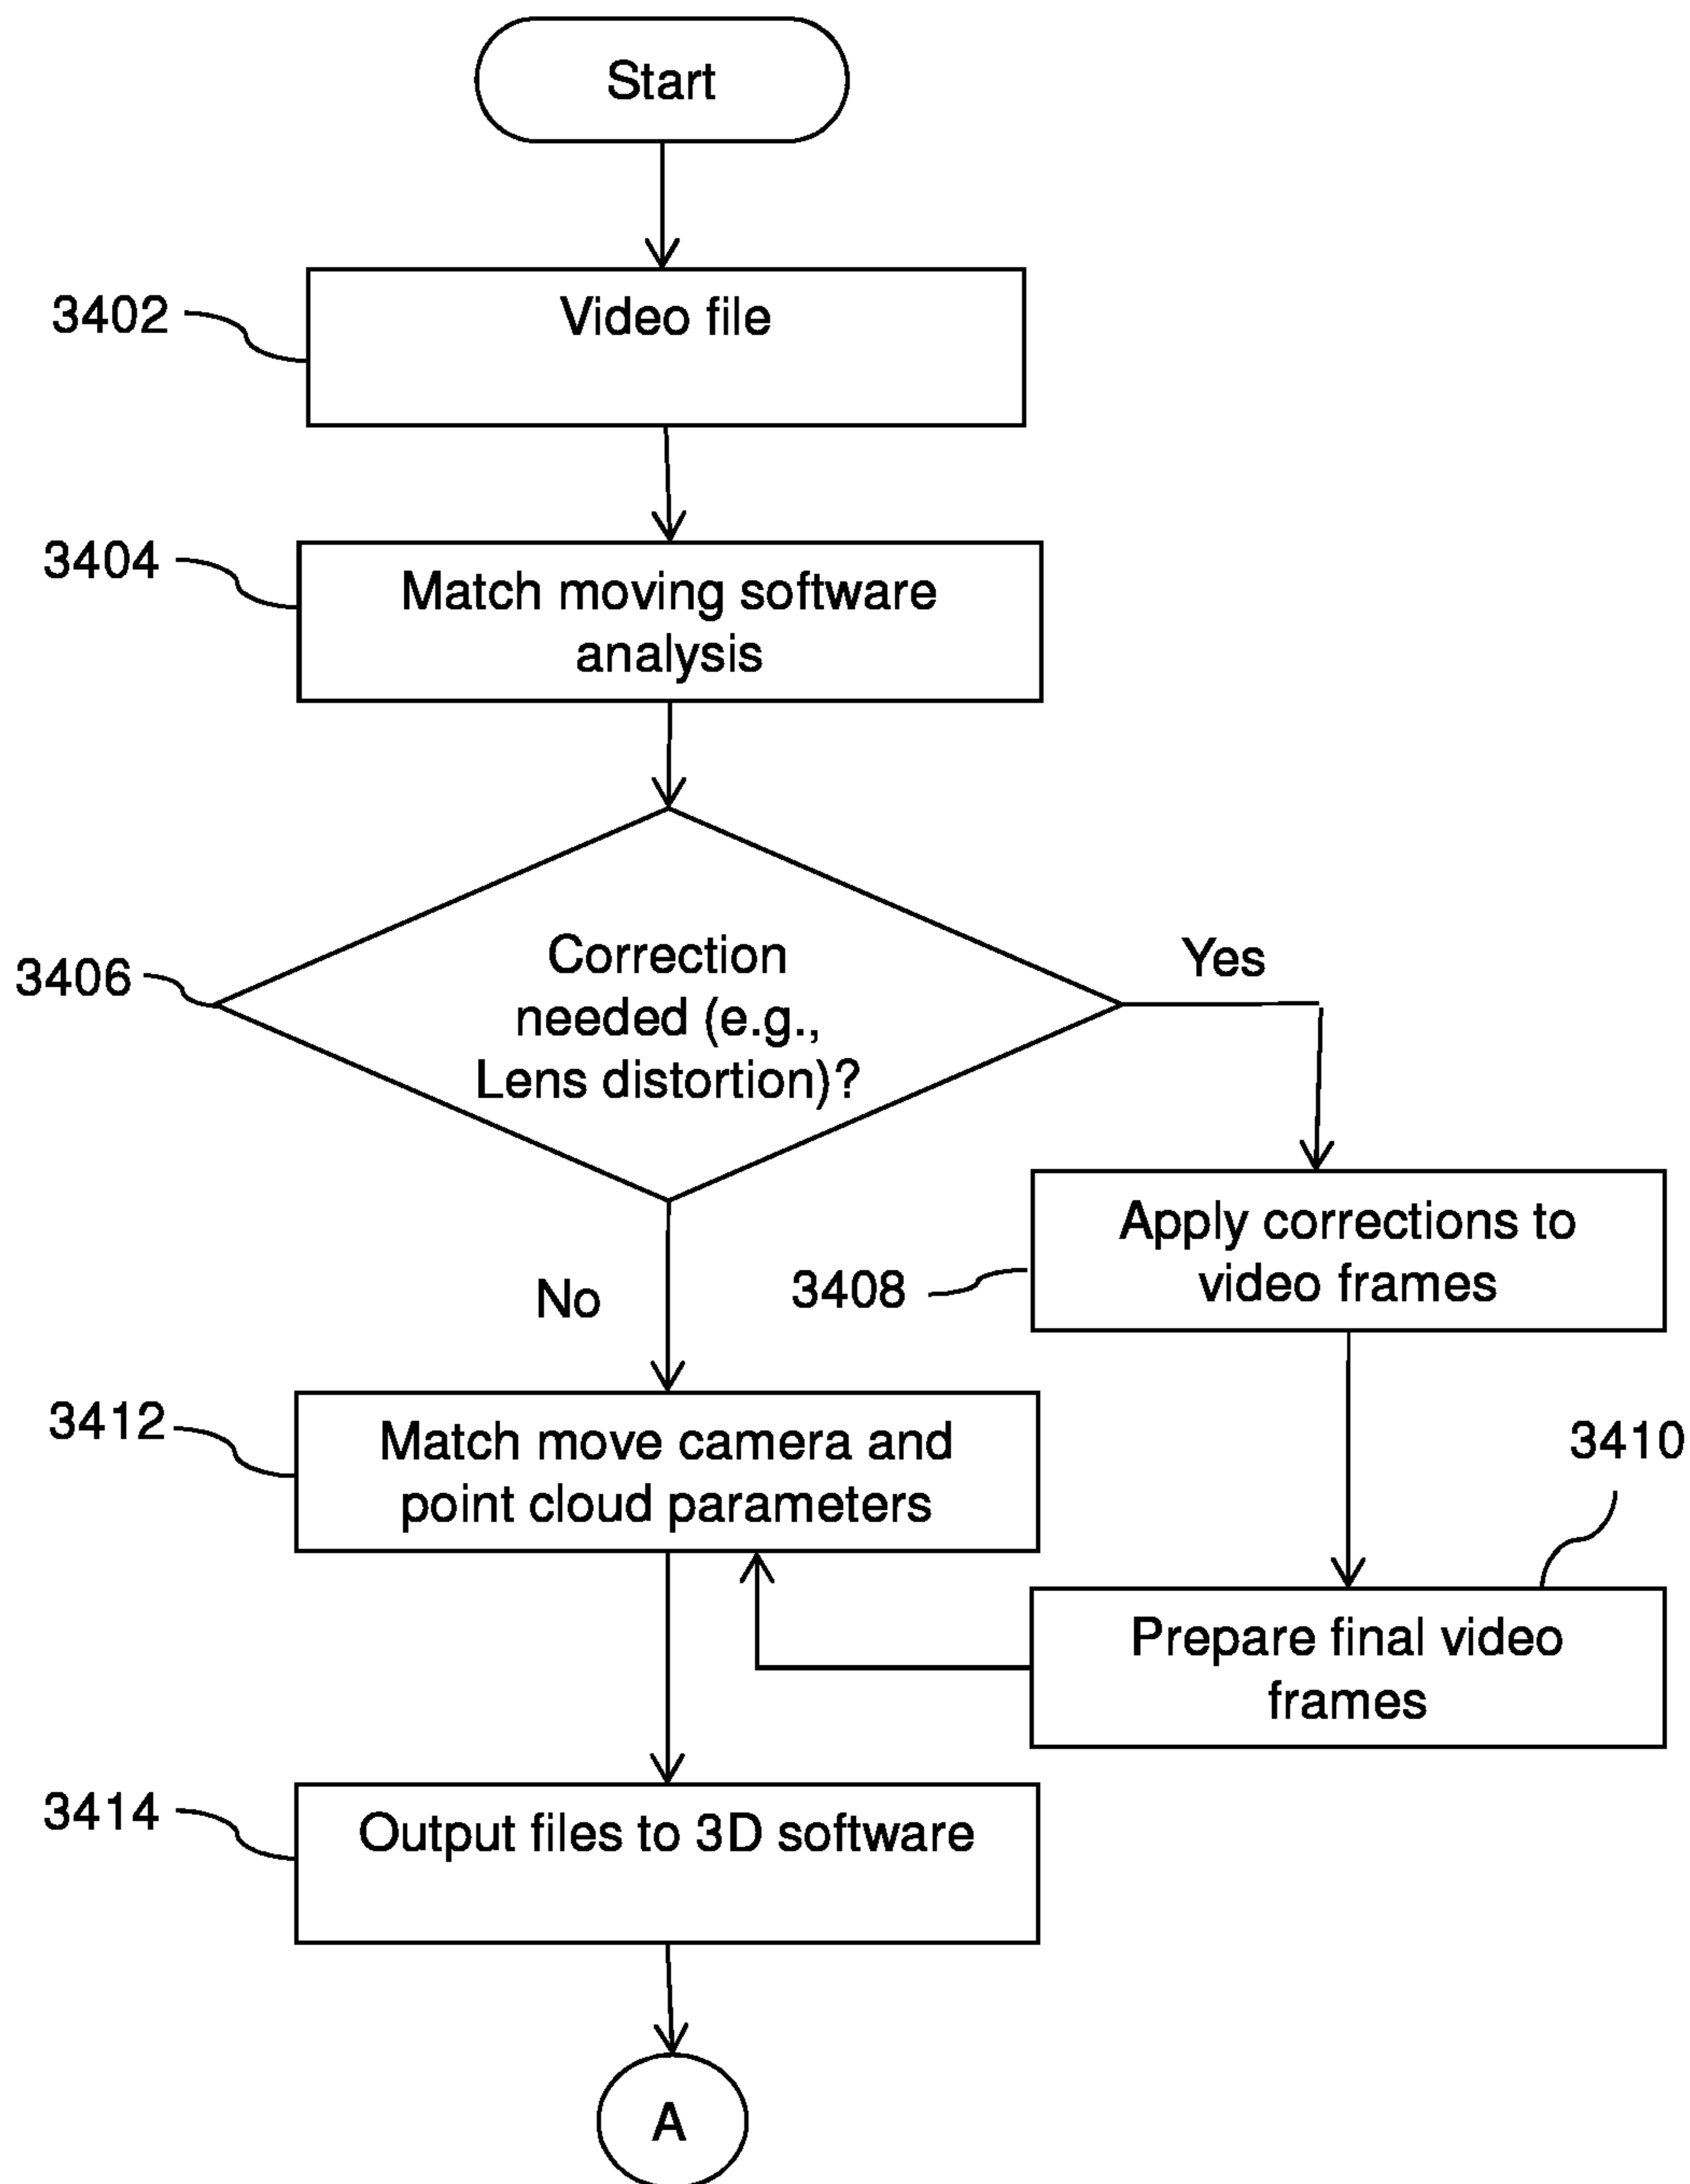 Start
3402
Video file
3404
Match moving software
analysis
3406
Correction
needed (e.g.,
Lens distortion)?
Yes
No
3408
Apply corrections to
video frames
3412
Match move camera and
point cloud parameters
3410
Prepare final video
frames
3414
Output files to 3D software
A